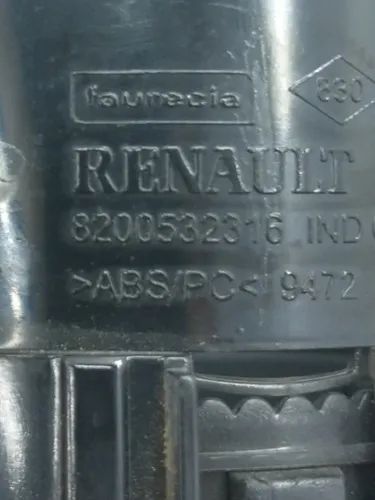 faurecia 830
RENAULT
8200532316 IND
>ABS/PC< 9472